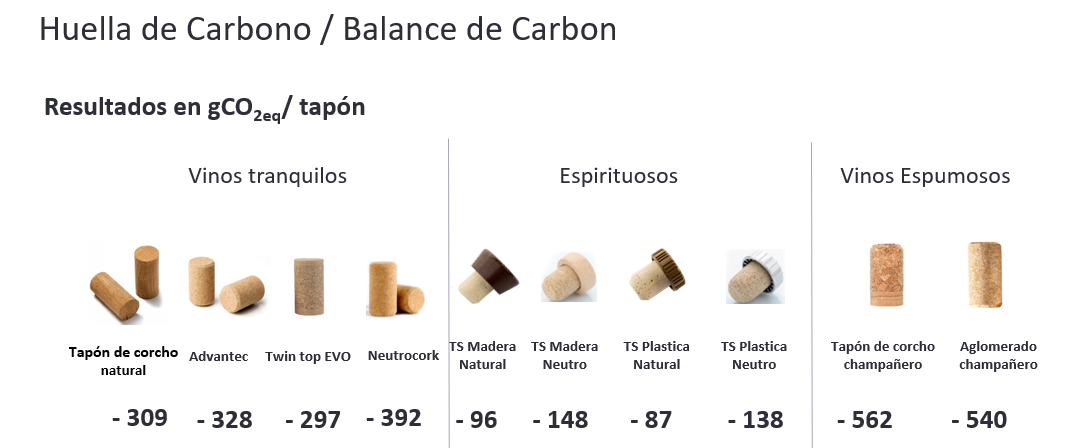 Huella de Carbono / Balance de Carbon
Resultados en gCO2eq/ tapón
Vinos tranquilos
Espirituosos
Vinos Espumosos
Tapón de corcho
natural
Advantec
Twin top EVO
Neutrocork
TS Madera
Natural
TS Madera
Neutro
TS Plastica
Natural
TS Plastica
Neutro
Tapón de corcho
champañero
Aglomerado
champañero
- 309
- 328
- 297
- 392
- 96
- 148
- 87
- 138
- 562
- 540